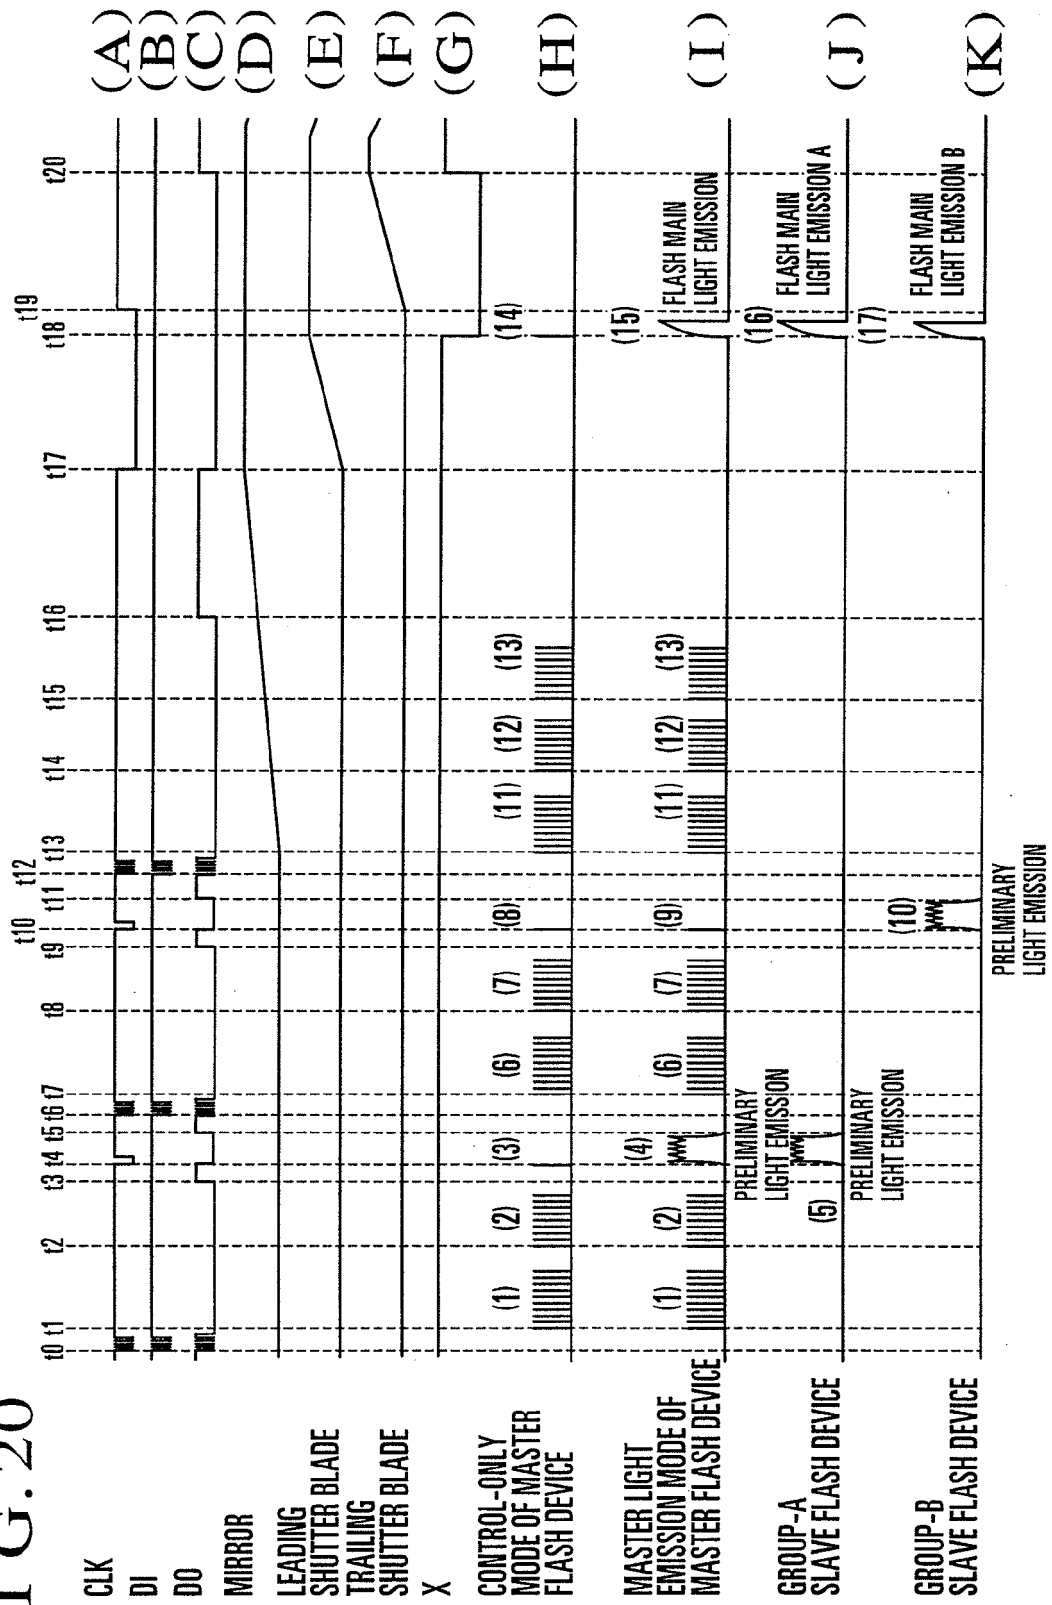 FIG. 20
t0 t1 t2 t3 t4 t5 t6 t7 t8 t9 t10 t11 t12 t13 t14 t15 t16 t17 t18 t19 t20
CLK (A)
DI (B)
DO (C)
MIRROR (D)
LEADING
SHUTTER BLADE (E)
TRAILING
SHUTTER BLADE (F)
X (G)
CONTROL-ONLY
MODE OF MASTER
FLASH DEVICE
(1) (2) (3) (6) (7) (8) (11) (12) (13) (14) (H)
MASTER LIGHT
EMISSION MODE OF
MASTER FLASH DEVICE
(1) (2) (4) (6) (7) (9) (11) (12) (13) (15) (I)
PRELIMINARY
LIGHT EMISSION
FLASH MAIN
LIGHT EMISSION
GROUP-A
SLAVE FLASH DEVICE
(5) (16) (J)
PRELIMINARY
LIGHT EMISSION
FLASH MAIN
LIGHT EMISSION A
GROUP-B
SLAVE FLASH DEVICE
(10) (17) (K)
PRELIMINARY
LIGHT EMISSION
FLASH MAIN
LIGHT EMISSION B